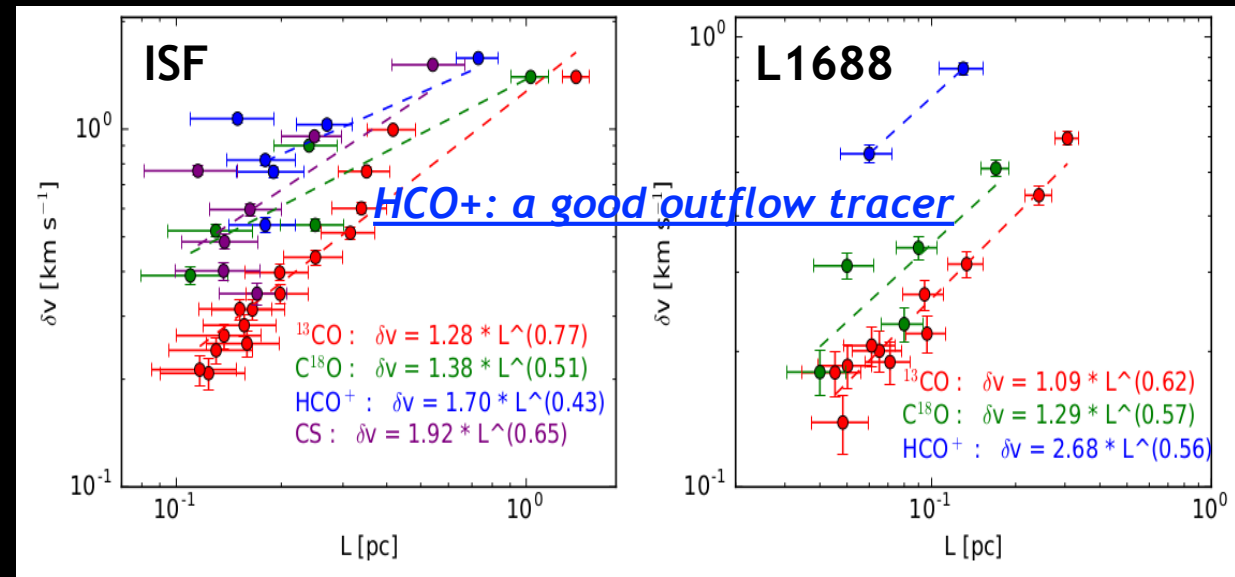 ISF
L1688
HCO+: a good outflow tracer
10⁰
10⁻¹
δv [km s⁻¹]
¹³CO : δv = 1.28 * L^(0.77)
C¹⁸O : δv = 1.38 * L^(0.51)
HCO⁺ : δv = 1.70 * L^(0.43)
CS : δv = 1.92 * L^(0.65)
10⁻¹
10⁰
L [pc]
10⁰
10⁻¹
δv [km s⁻¹]
¹³CO : δv = 1.09 * L^(0.62)
C¹⁸O : δv = 1.29 * L^(0.57)
HCO⁺ : δv = 2.68 * L^(0.56)
10⁻¹
10⁰
L [pc]